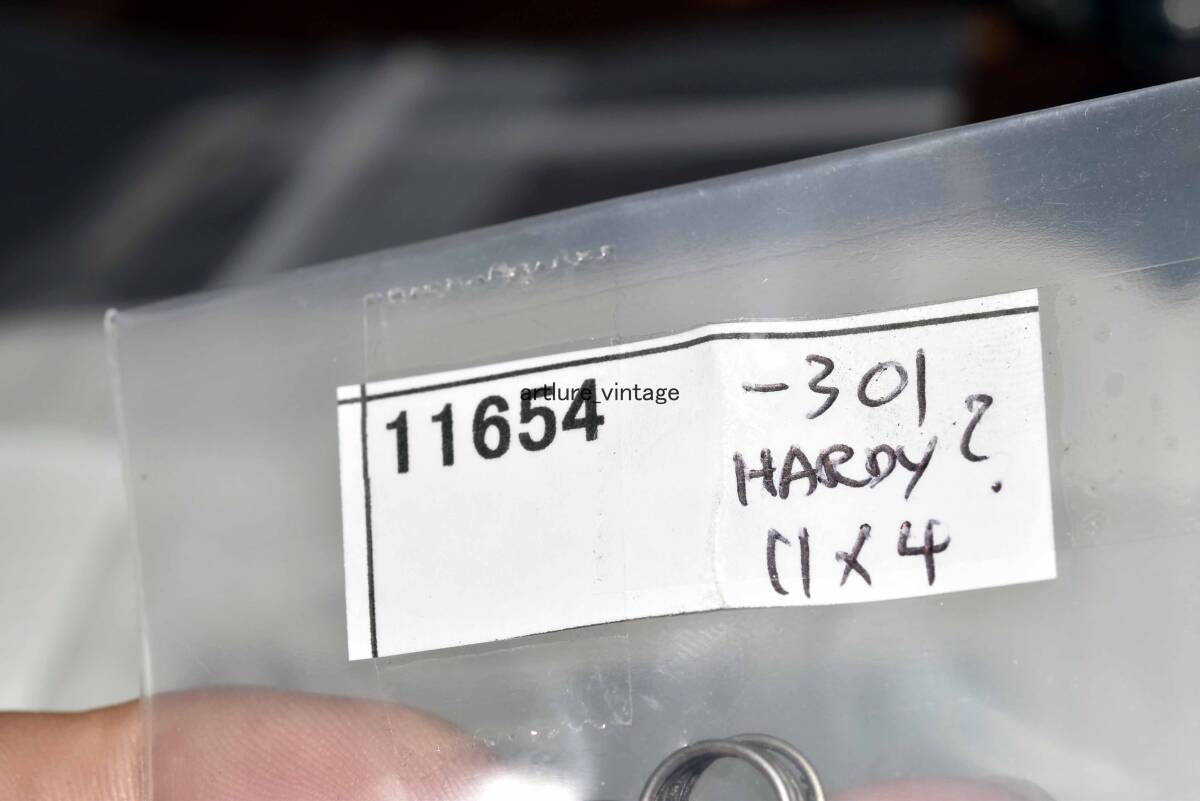 11654
artlure_vintage
-301
HARDY?
11x4